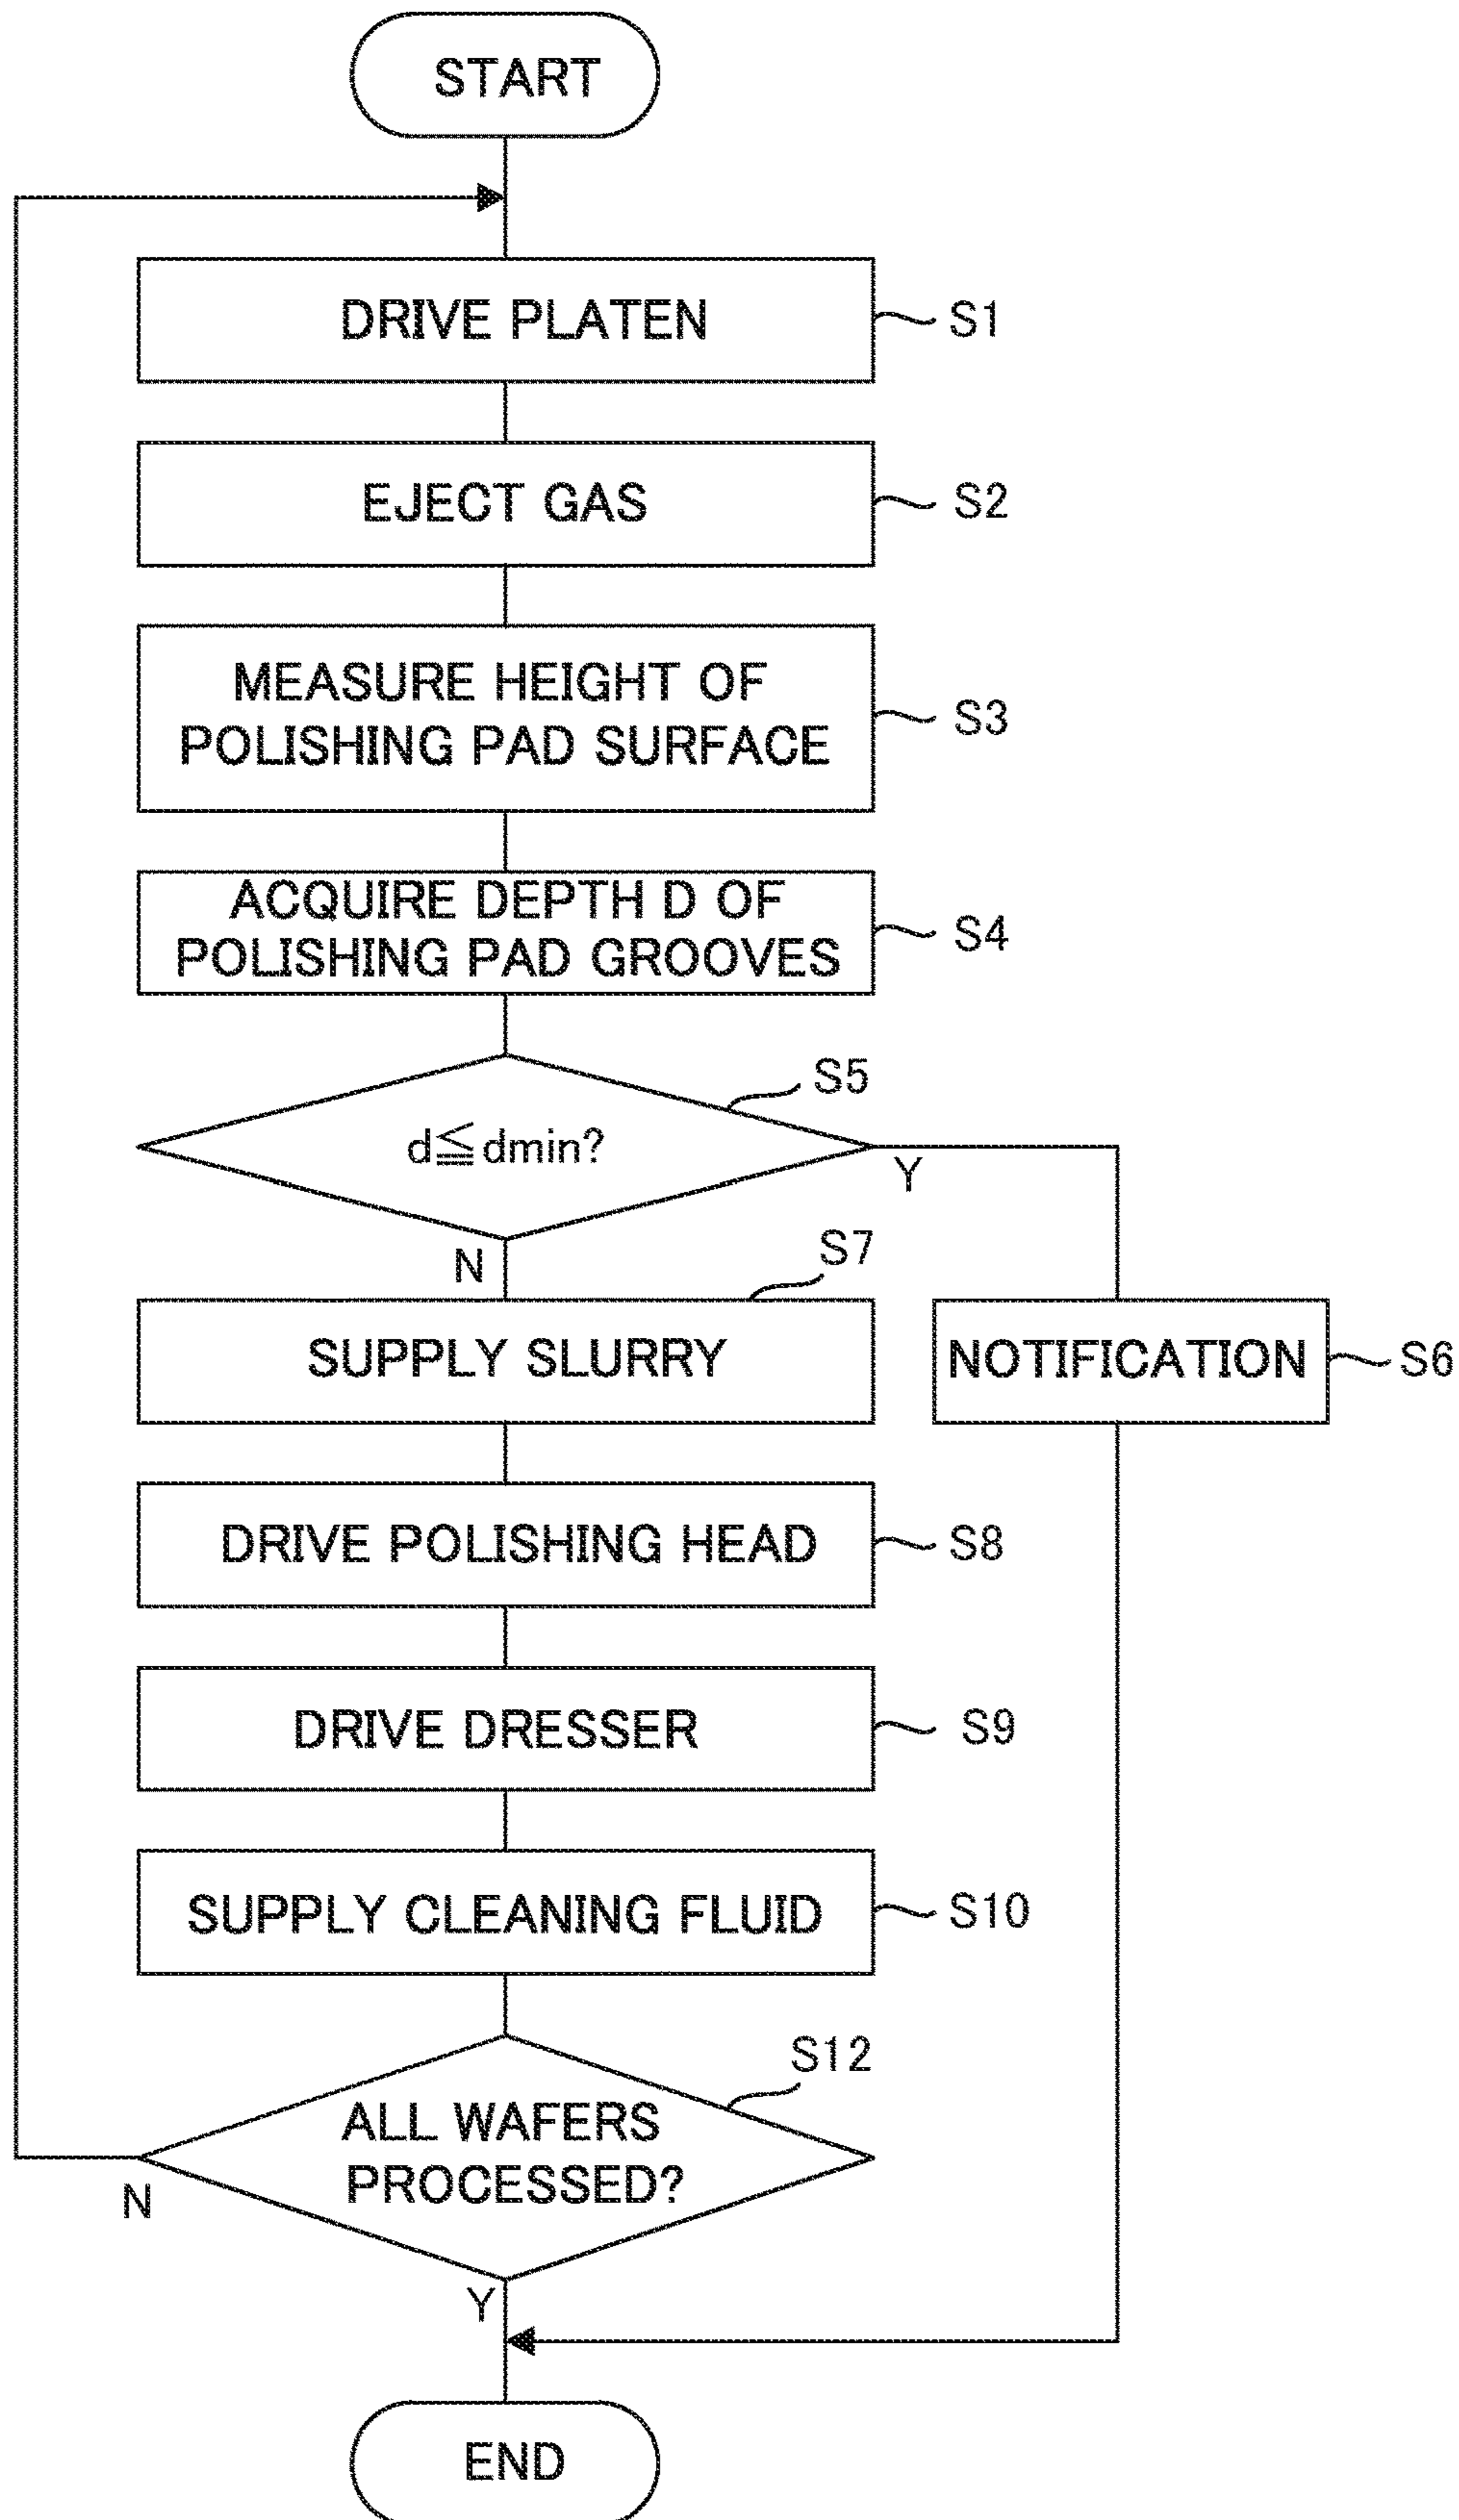 START
DRIVE PLATEN
S1
EJECT GAS
S2
MEASURE HEIGHT OF
POLISHING PAD SURFACE
S3
ACQUIRE DEPTH D OF
POLISHING PAD GROOVES
S4
S5
d≦dmin?
Y
N
S7
SUPPLY SLURRY
NOTIFICATION
S6
DRIVE POLISHING HEAD
S8
DRIVE DRESSER
S9
SUPPLY CLEANING FLUID
S10
S12
ALL WAFERS
PROCESSED?
N
Y
END